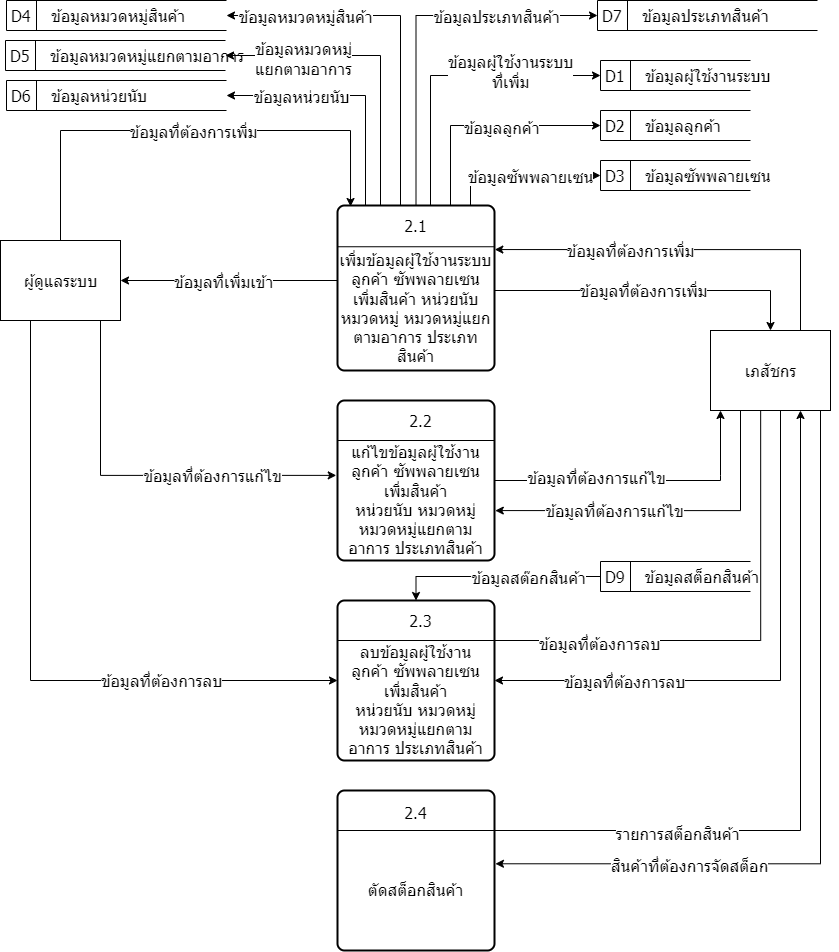 D4 ข้อมูลหมวดหมู่สินค้า
ข้อมูลหมวดหมู่สินค้า
ข้อมูลประเภทสินค้า
D7 ข้อมูลประเภทสินค้า
D5 ข้อมูลหมวดหมู่แยกตามอาการ
ข้อมูลหมวดหมู่
แยกตามอาการ
ข้อมูลผู้ใช้งานระบบ
ที่เพิ่ม
D1 ข้อมูลผู้ใช้งานระบบ
D6 ข้อมูลหน่วยนับ
ข้อมูลหน่วยนับ
ข้อมูลที่ต้องการเพิ่ม
ข้อมูลลูกค้า
D2 ข้อมูลลูกค้า
ข้อมูลซัพพลายเซน
D3 ข้อมูลซัพพลายเซน
2.1
เพิ่มข้อมูลผู้ใช้งานระบบ
ลูกค้า ซัพพลายเซน
เพิ่มสินค้า หน่วยนับ
หมวดหมู่ หมวดหมู่แยก
ตามอาการ ประเภท
สินค้า
ผู้ดูแลระบบ
ข้อมูลที่เพิ่มเข้า
ข้อมูลที่ต้องการเพิ่ม
ข้อมูลที่ต้องการเพิ่ม
เภสัชกร
2.2
แก้ไขข้อมูลผู้ใช้งาน
ลูกค้า ซัพพลายเซน
เพิ่มสินค้า
หน่วยนับ หมวดหมู่
หมวดหมู่แยกตาม
อาการ ประเภทสินค้า
ข้อมูลที่ต้องการแก้ไข
ข้อมูลที่ต้องการแก้ไข
ข้อมูลที่ต้องการแก้ไข
ข้อมูลสต๊อกสินค้า
D9 ข้อมูลสต็อกสินค้า
2.3
ลบข้อมูลผู้ใช้งาน
ลูกค้า ซัพพลายเซน
เพิ่มสินค้า
หน่วยนับ หมวดหมู่
หมวดหมู่แยกตาม
อาการ ประเภทสินค้า
ข้อมูลที่ต้องการลบ
ข้อมูลที่ต้องการลบ
ข้อมูลที่ต้องการลบ
2.4
ตัดสต็อกสินค้า
รายการสต็อกสินค้า
สินค้าที่ต้องการจัดสต็อก